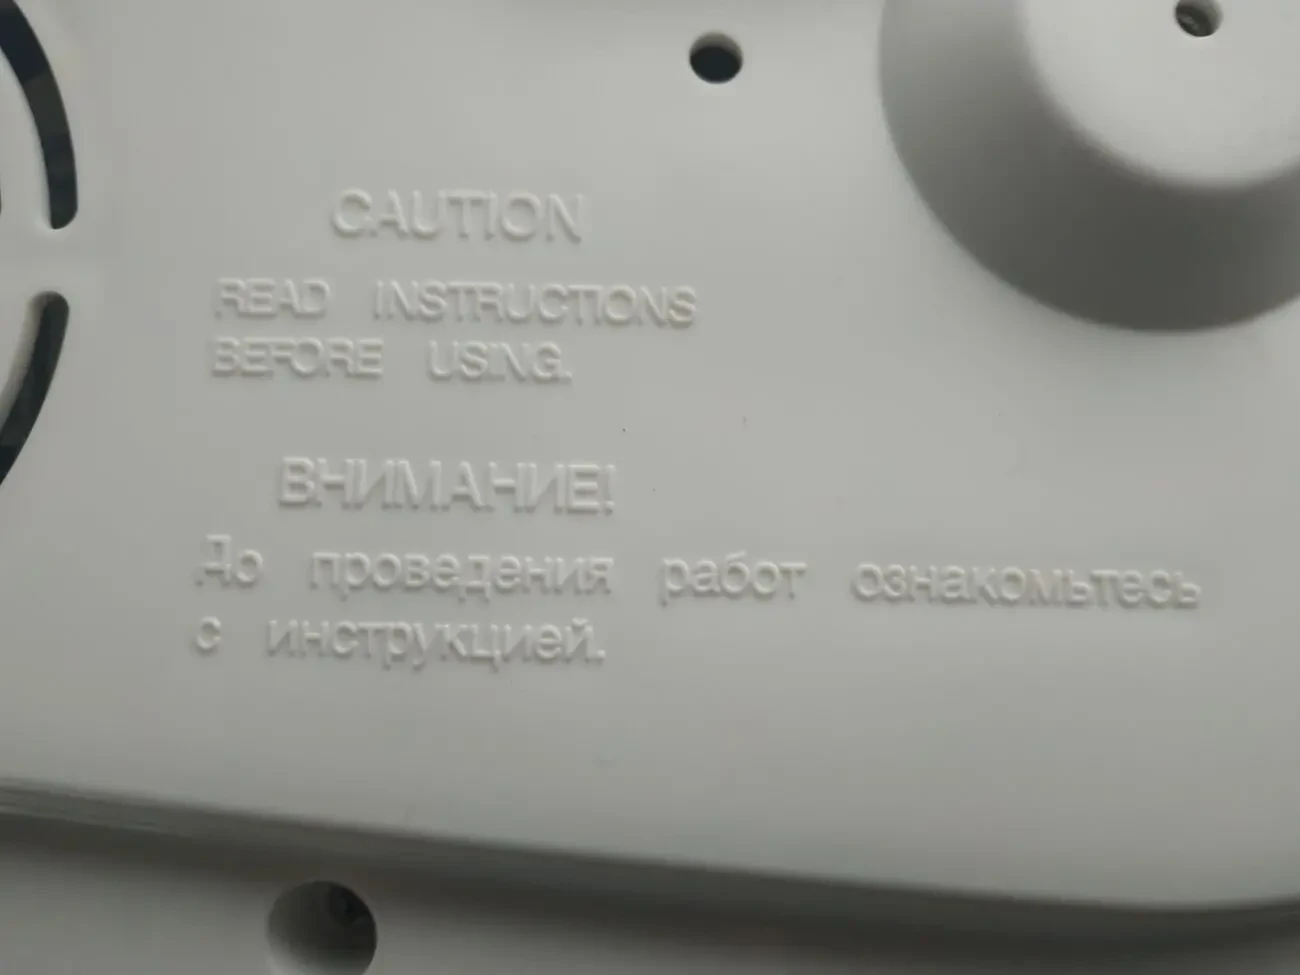 CAUTION
READ INSTRUCTIONS
BEFORE USING.
ВНИМАНИЕ!
До проведения работ ознакомьтесь
с инструкцией.